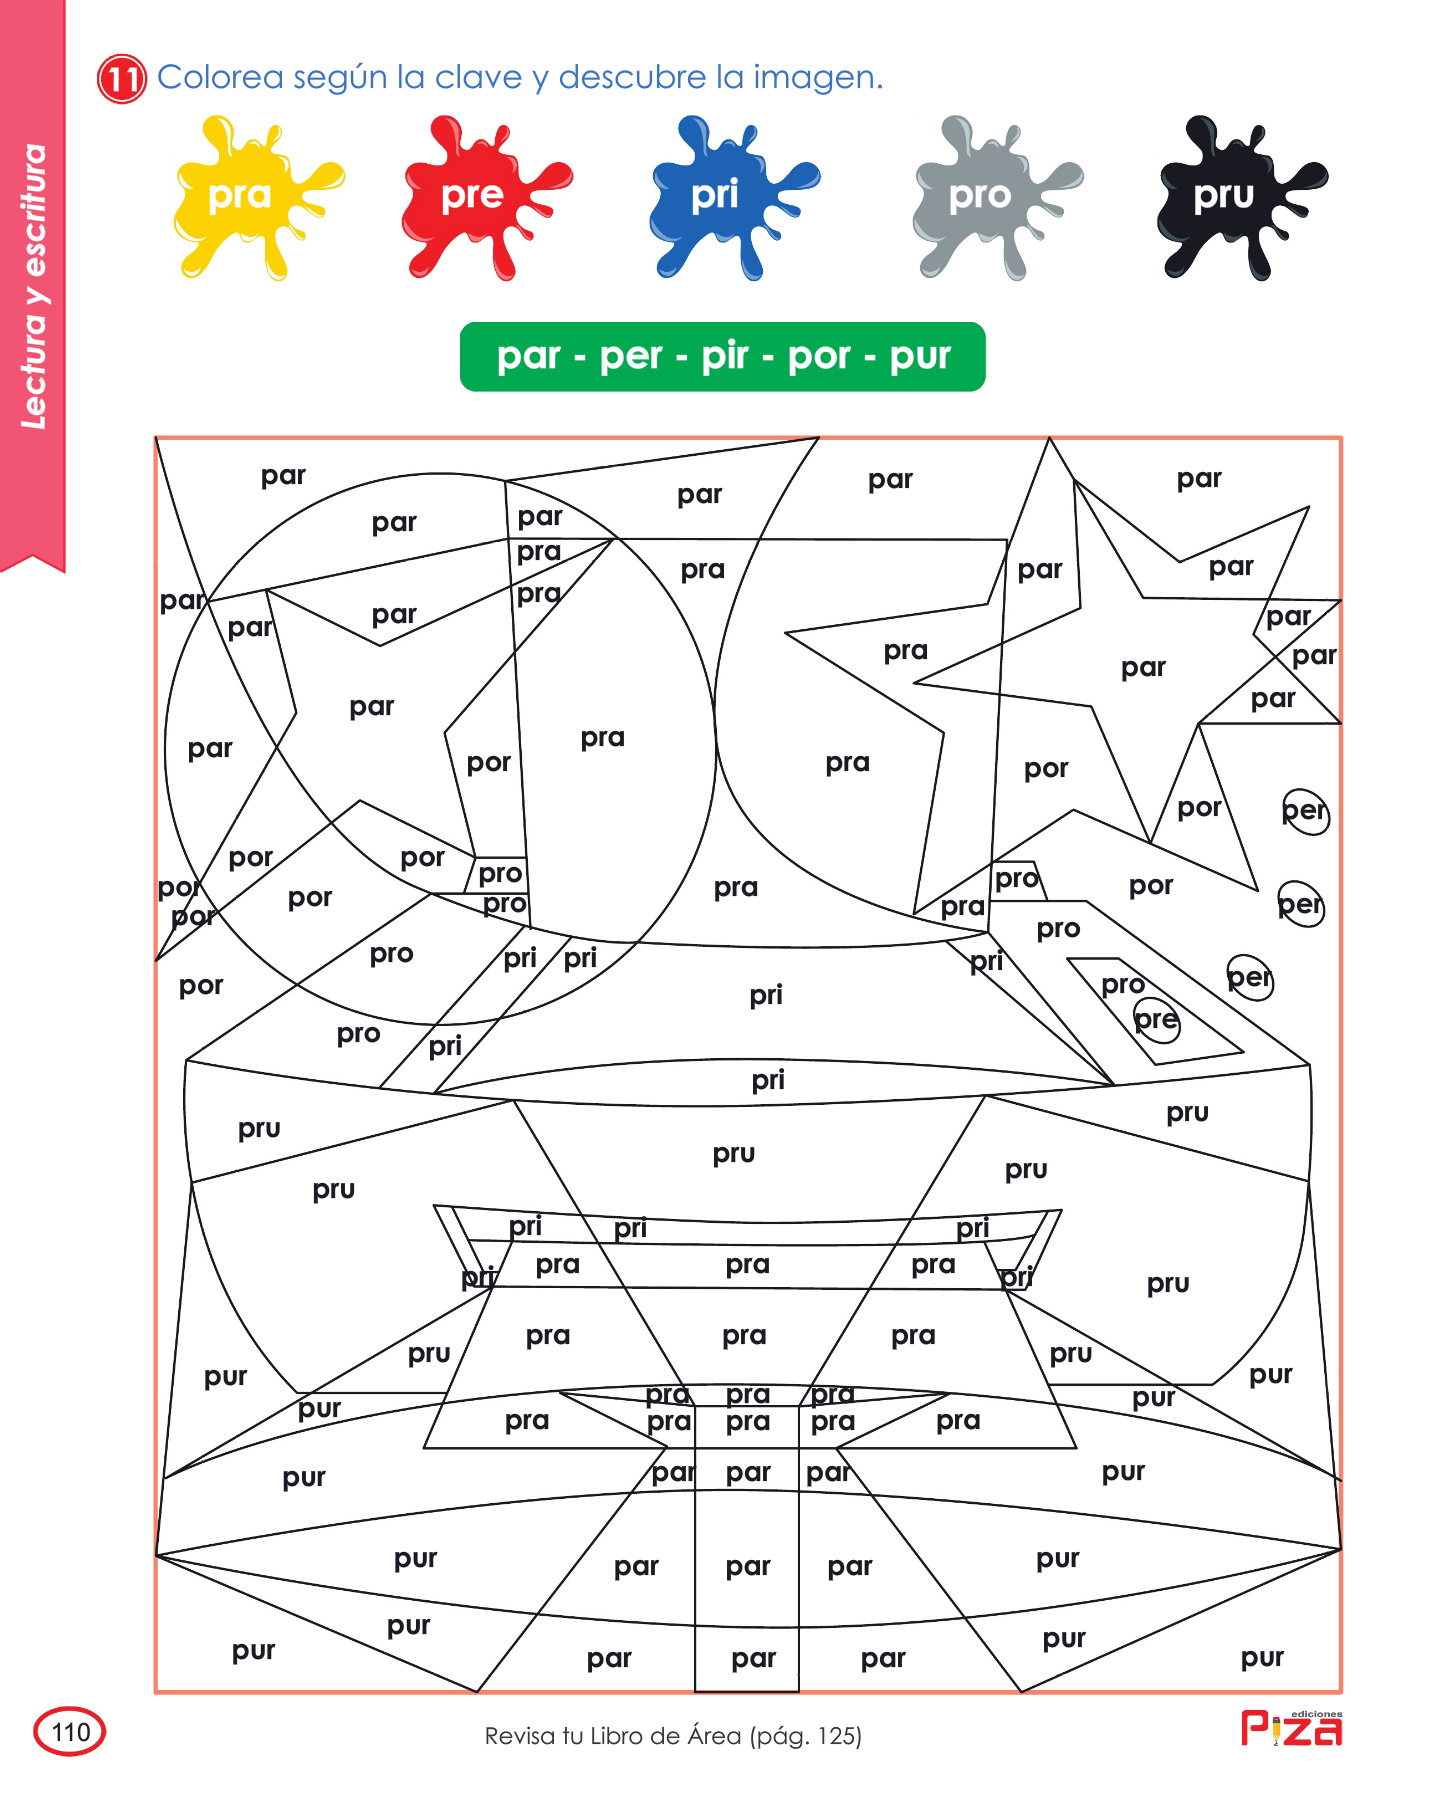 Lectura y escritura
11 Colorea según la clave y descubre la imagen.
pra pre pri pro pru
par - per - pir - por - pur
par
par par par
par
par par
pra
pra par par
pra
par
par par
par
pra par
par par
par
par
pra
par pra por
por
por per
por por
pro pro
por pra por
por pro pra per
por pro
pro pri pri pri
per
por pri pro
pre
pro pri
pri
pru
pru
pru
pru
pru
pri pri pri
pra pra pra
pri pri
pru
pra pra pra
pru pru
pur pur
pra pra pra
pur
pur
pra pra pra pra pra
pur par par par pur
pur par par par pur
pur
pur
pur par par par pur
110
Revisa tu Libro de Área (pág. 125)
ediciones
Piza